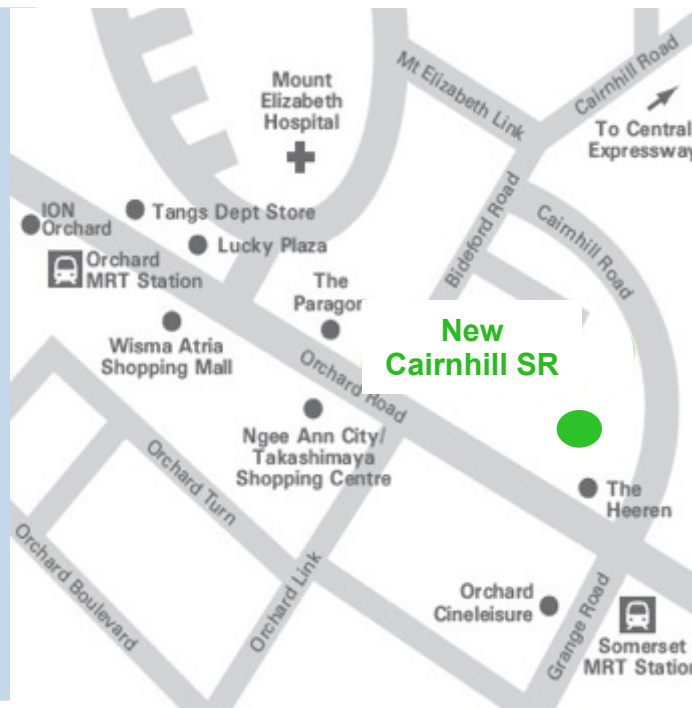 Mt Elizabeth Link
Cairnhill Road
To Central
Expressway
Mount
Elizabeth
Hospital
ION
Orchard
Tangs Dept Store
Lucky Plaza
Orchard
MRT Station
Bideford Road
Cairnhill Road
The
Paragon
New
Cairnhill SR
Wisma Atria
Shopping Mall
Orchard Road
Ngee Ann City/
Takashimaya
Shopping Centre
Orchard Turn
The
Heeren
Orchard Boulevard
Orchard Link
Orchard
Cineleisure
Grange Road
Somerset
MRT Station